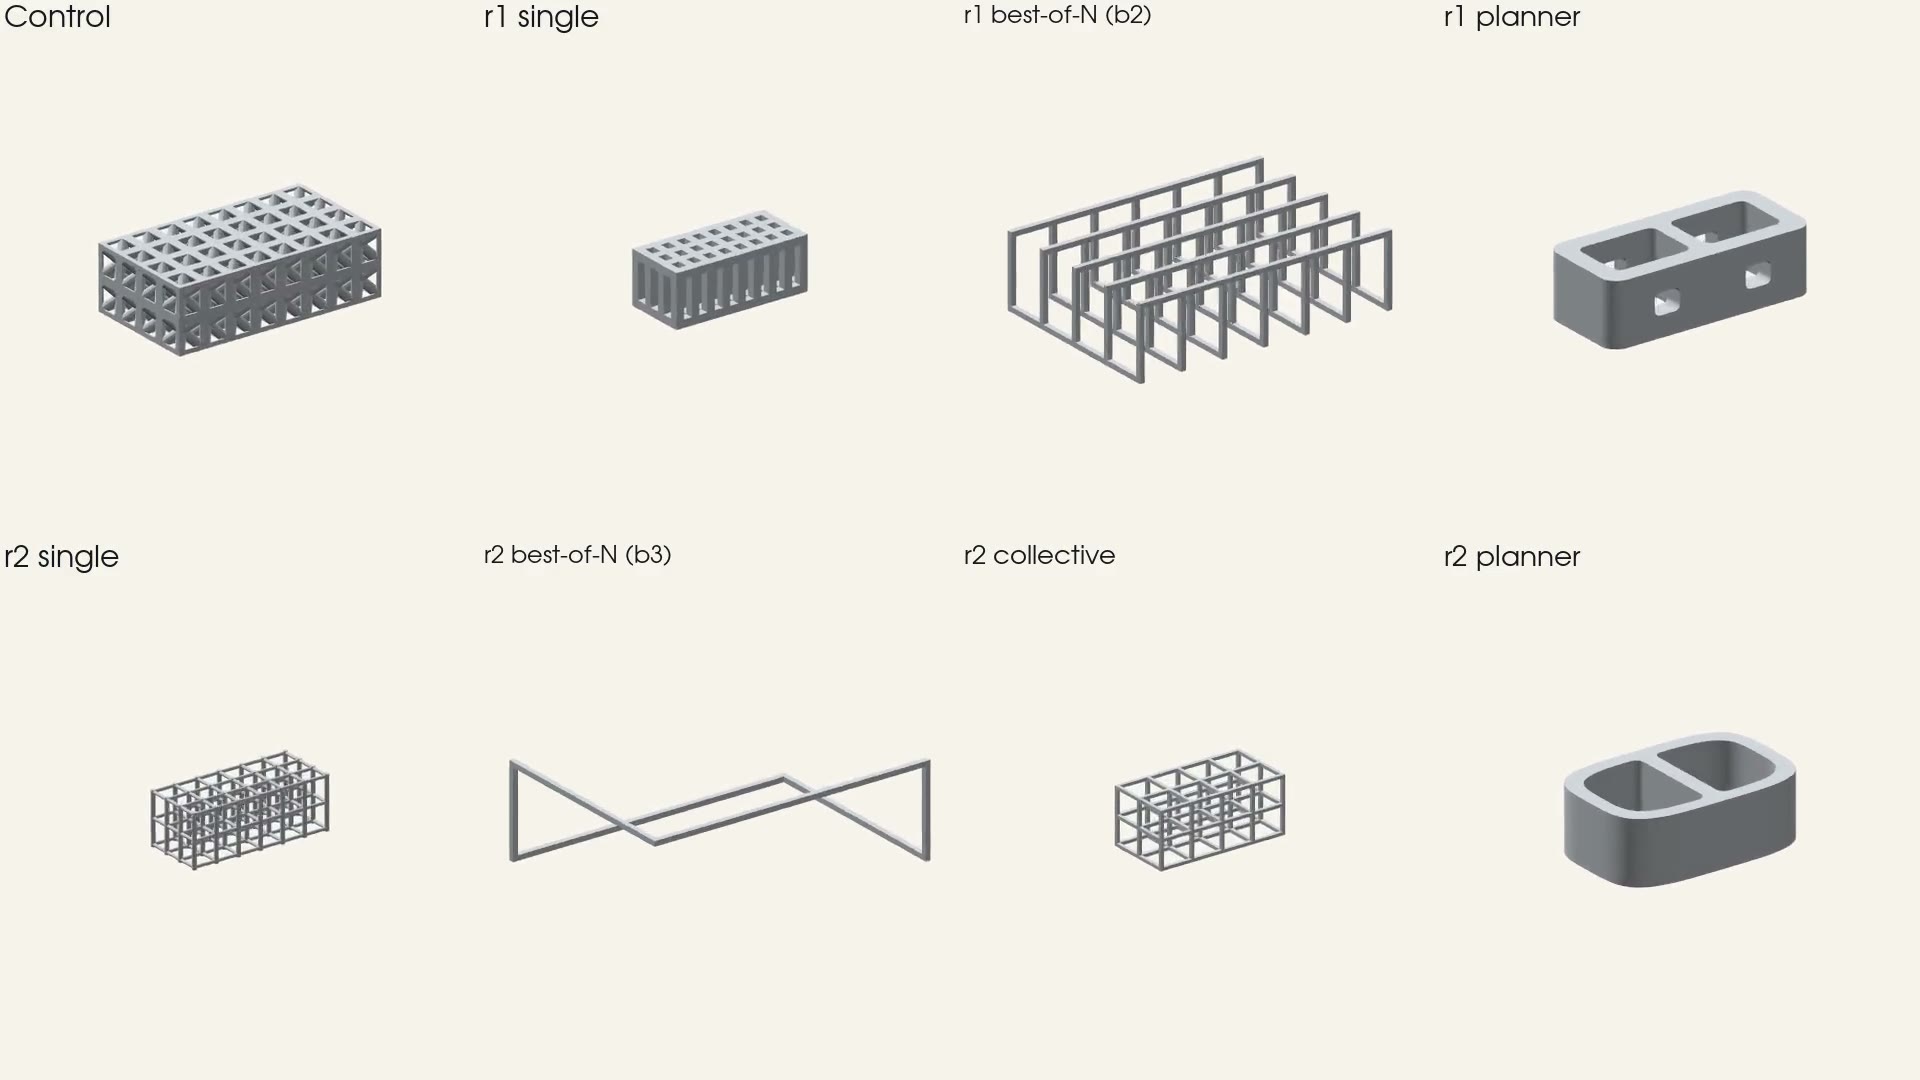 Control
r1 single
r1 best-of-N (b2)
r1 planner
r2 single
r2 best-of-N (b3)
r2 collective
r2 planner